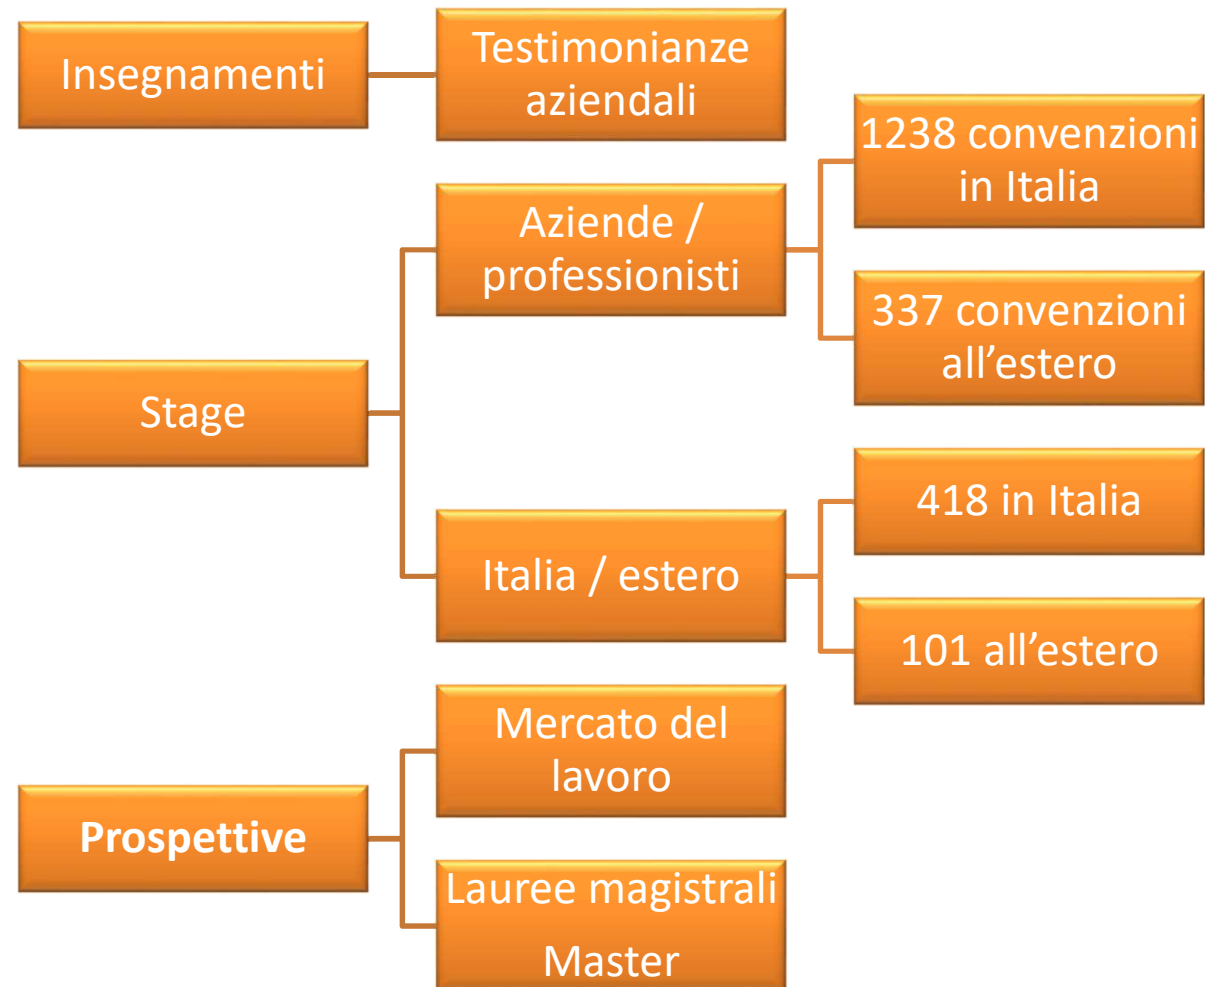 Insegnamenti
Testimonianze
aziendali
Stage
Aziende /
professionisti
1238 convenzioni
in Italia
337 convenzioni
all’estero
Italia / estero
418 in Italia
101 all’estero
Prospettive
Mercato del
lavoro
Lauree magistrali
Master